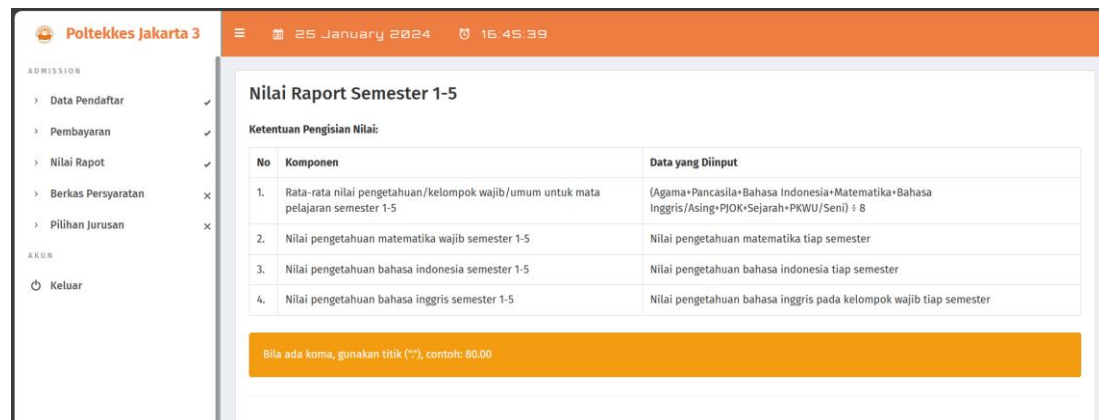 Poltekkes Jakarta 3
25 January 2024 16:45:39
ADMISSION
Data Pendaftar
Pembayaran
Nilai Rapot
Berkas Persyaratan
Pilihan Jurusan
AKUN
Keluar
Nilai Raport Semester 1-5
Ketentuan Pengisian Nilai:
No Komponen Data yang Diinput
1. Rata-rata nilai pengetahuan/kelompok wajib/umum untuk mata pelajaran semester 1-5
(Agama+Pancasila+Bahasa Indonesia+Matematika+Bahasa Inggris/Asing+PJOK+Sejarah+PKWU/Seni) ÷ 8
2. Nilai pengetahuan matematika wajib semester 1-5 Nilai pengetahuan matematika tiap semester
3. Nilai pengetahuan bahasa indonesia semester 1-5 Nilai pengetahuan bahasa indonesia tiap semester
4. Nilai pengetahuan bahasa inggris semester 1-5 Nilai pengetahuan bahasa inggris pada kelompok wajib tiap semester
Bila ada koma, gunakan titik ("."), contoh: 80.00